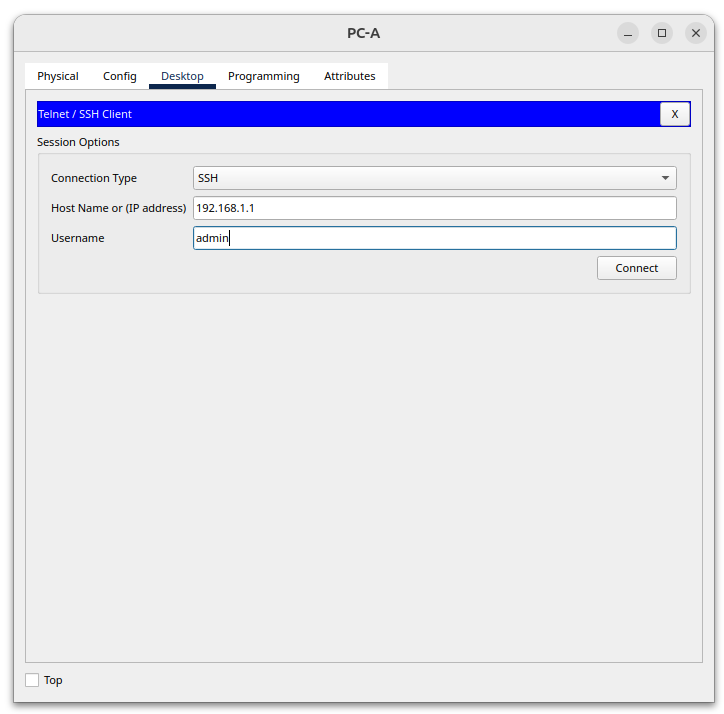 PC-A
Physical Config Desktop Programming Attributes
Telnet / SSH Client X
Session Options
Connection Type SSH
Host Name or (IP address) 192.168.1.1
Username admin
Connect
Top